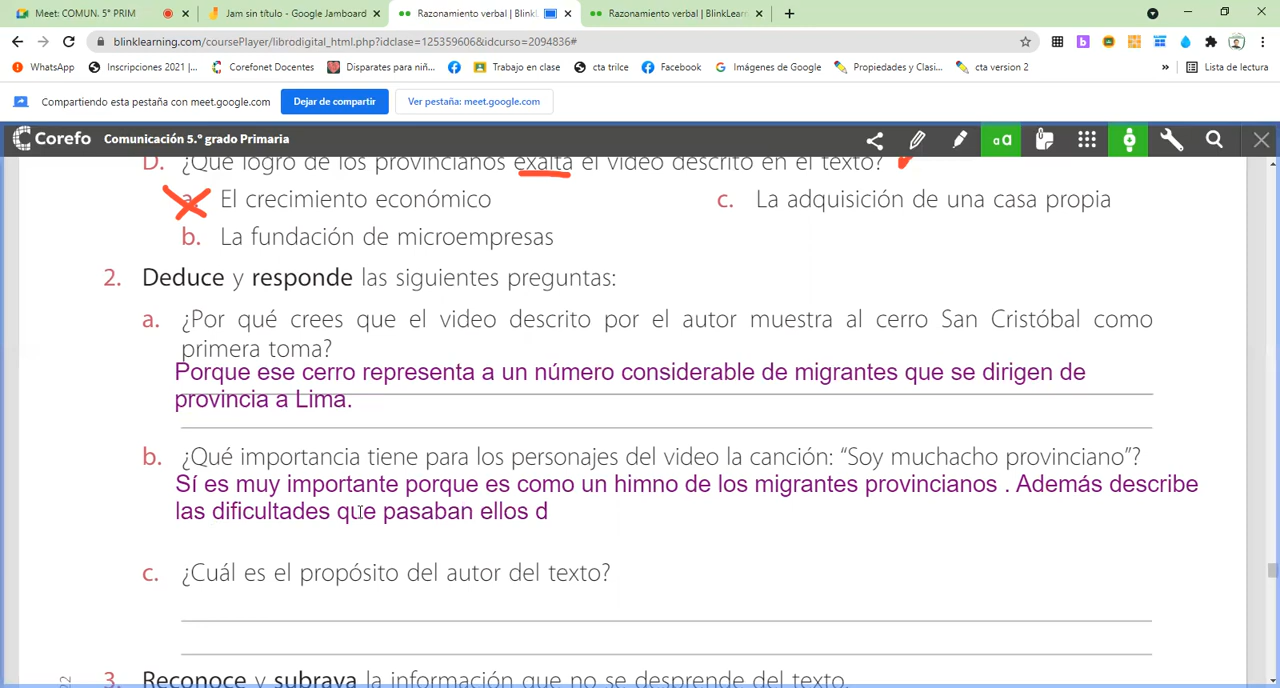 Meet: COMUN. 5° PRIM
Jam sin título - Google Jamboard
Razonamiento verbal | Blink
Razonamiento verbal | BlinkLear
blinklearning.com/coursePlayer/librodigital_html.php?idclase=125359606&idcurso=2094836#
WhatsApp
Inscripciones 2021 |...
Corefonet Docentes
Disparates para niñ...
Trabajo en clase
cta trilce
Facebook
Imágenes de Google
Propiedades y Clasi...
cta version 2
»
Lista de lectura
Compartiendo esta pestaña con meet.google.com
Dejar de compartir
Ver pestaña: meet.google.com
Corefo
Comunicación 5.° grado Primaria
aA
D. ¿Qué logro de los provincianos exalta el video descrito en el texto?
a. El crecimiento económico
c. La adquisición de una casa propia
b. La fundación de microempresas
2. Deduce y responde las siguientes preguntas:
a. ¿Por qué crees que el video descrito por el autor muestra al cerro San Cristóbal como
primera toma?
Porque ese cerro representa a un número considerable de migrantes que se dirigen de
provincia a Lima.
b. ¿Qué importancia tiene para los personajes del video la canción: “Soy muchacho provinciano”?
Sí es muy importante porque es como un himno de los migrantes provincianos . Además describe
las dificultades que pasaban ellos d
c. ¿Cuál es el propósito del autor del texto?
3. Reconoce y subraya la información que no se desprende del texto.